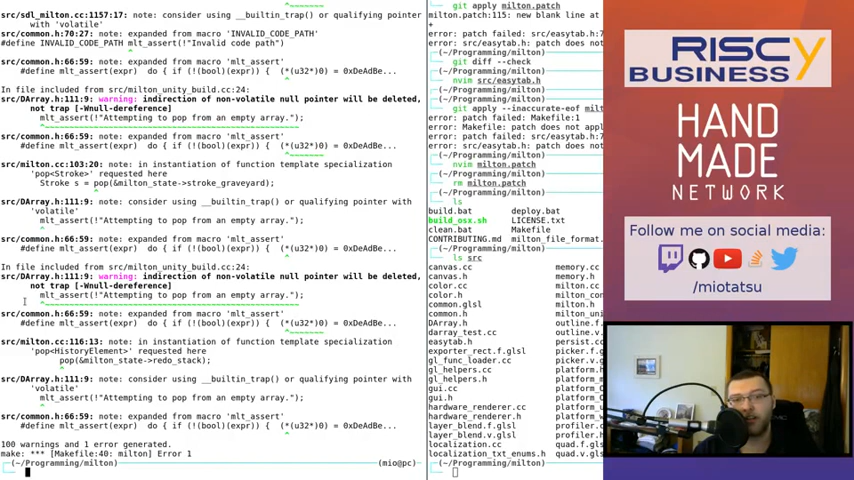 src/sdl_milton.cc:1157:17: note: consider using __builtin_trap() or qualifying pointer
with 'volatile'
src/common.h:70:27: note: expanded from macro 'INVALID_CODE_PATH'
#define INVALID_CODE_PATH mlt_assert(!"Invalid code path")
^
src/common.h:66:59: note: expanded from macro 'mlt_assert'
#define mlt_assert(expr)  do { if (!(bool)(expr)) {  (*(u32*)0) = 0xDeAdBe...
^
In file included from src/milton_unity_build.cc:24:
src/DArray.h:111:9: warning: indirection of non-volatile null pointer will be deleted,
not trap [-Wnull-dereference]
mlt_assert(!"Attempting to pop from an empty array.");
^~~~~~~~~~~~~~~~~~~~~~~~~~~~~~~~~~~~~~~~~~~~~~~~~~~~~
src/common.h:66:59: note: expanded from macro 'mlt_assert'
#define mlt_assert(expr)  do { if (!(bool)(expr)) {  (*(u32*)0) = 0xDeAdBe...
^~~~~~~
src/milton.cc:103:20: note: in instantiation of function template specialization
'pop<Stroke>' requested here
Stroke s = pop(&milton_state->stroke_graveyard);
^
src/DArray.h:111:9: note: consider using __builtin_trap() or qualifying pointer with
'volatile'
mlt_assert(!"Attempting to pop from an empty array.");
^
src/common.h:66:59: note: expanded from macro 'mlt_assert'
#define mlt_assert(expr)  do { if (!(bool)(expr)) {  (*(u32*)0) = 0xDeAdBe...
^
In file included from src/milton_unity_build.cc:24:
src/DArray.h:111:9: warning: indirection of non-volatile null pointer will be deleted,
not trap [-Wnull-dereference]
mlt_assert(!"Attempting to pop from an empty array.");
^~~~~~~~~~~~~~~~~~~~~~~~~~~~~~~~~~~~~~~~~~~~~~~~~~~~~
src/common.h:66:59: note: expanded from macro 'mlt_assert'
#define mlt_assert(expr)  do { if (!(bool)(expr)) {  (*(u32*)0) = 0xDeAdBe...
^~~~~~~
src/milton.cc:116:13: note: in instantiation of function template specialization
'pop<HistoryElement>' requested here
pop(&milton_state->redo_stack);
^
src/DArray.h:111:9: note: consider using __builtin_trap() or qualifying pointer with
'volatile'
mlt_assert(!"Attempting to pop from an empty array.");
^
src/common.h:66:59: note: expanded from macro 'mlt_assert'
#define mlt_assert(expr)  do { if (!(bool)(expr)) {  (*(u32*)0) = 0xDeAdBe...
^
100 warnings and 1 error generated.
make: *** [Makefile:40: milton] Error 1
(~/Programming/milton) (mio@pc)
git apply milton.patch
milton.patch:115: new blank line at
+
error: patch failed: src/easytab.h:7
error: src/easytab.h: patch does not
(~/Programming/milton)
git diff --check
(~/Programming/milton)
nvim src/easytab.h
(~/Programming/milton)
git apply --inaccurate-eof milt
error: patch failed: Makefile:1
error: Makefile: patch does not appl
error: patch failed: src/easytab.h:7
error: src/easytab.h: patch does not
(~/Programming/milton)
nvim milton.patch
(~/Programming/milton)
rm milton.patch
(~/Programming/milton)
ls
build.bat deploy.bat
build_osx.sh LICENSE.txt
clean.bat Makefile
CONTRIBUTING.md milton_file_format.
(~/Programming/milton)
ls src
canvas.cc memory.cc
canvas.h memory.h
color.cc milton.cc
color.h milton_con
common.glsl milton.h
common.h milton_uni
DArray.h outline.f.
darray_test.cc outline.v.
easytab.h persist.cc
exporter_rect.f.glsl picker.f.g
gl_func_loader.cc picker.v.g
gl_helpers.cc platform.h
gl_helpers.h platform_
gui.cc platform_
gui.h platform_
hardware_renderer.cc postproc.f
hardware_renderer.h profiler.c
layer_blend.f.glsl profiler.c
layer_blend.v.glsl profiler.h
localization.cc quad.f.gls
localization_txt_enums.h quad.v.gls
(~/Programming/milton)
RISCY
BUSINESS
HAND
MADE
NETWORK
Follow me on social media:
/miotatsu